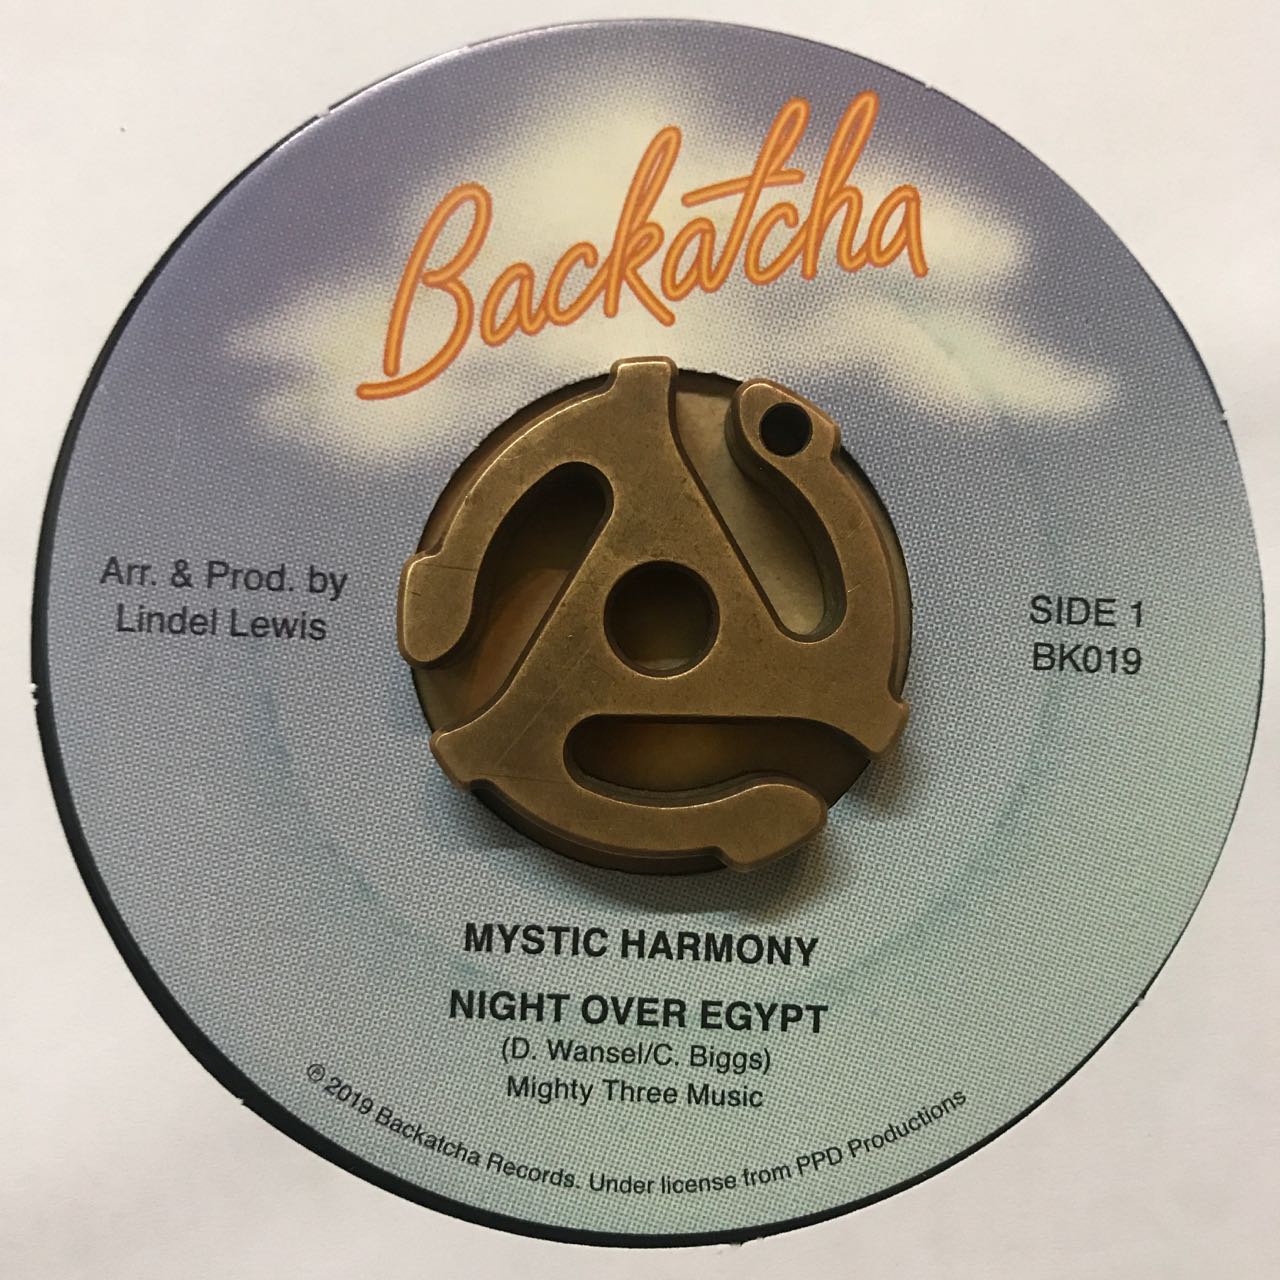 Backatcha
Arr. & Prod. by
Lindel Lewis
SIDE 1
BK019
MYSTIC HARMONY
NIGHT OVER EGYPT
(D. Wansel/C. Biggs)
Mighty Three Music
℗ 2019 Backatcha Records. Under license from PPD Productions